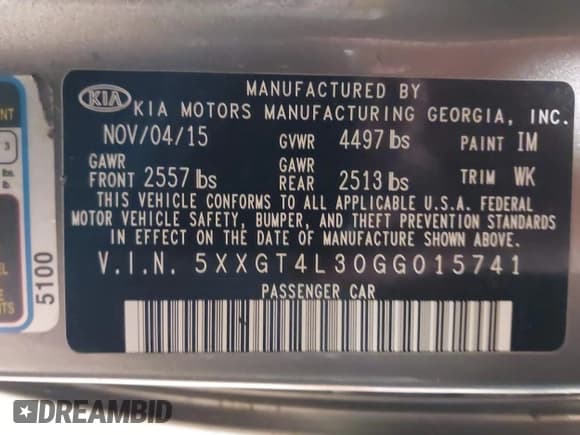 MANUFACTURED BY
KIA KIA MOTORS MANUFACTURING GEORGIA, INC.
NOV/04/15 GVWR 4497 lbs PAINT IM
GAWR FRONT 2557 lbs GAWR REAR 2513 lbs TRIM WK
THIS VEHICLE CONFORMS TO ALL APPLICABLE U.S.A. FEDERAL
MOTOR VEHICLE SAFETY, BUMPER, AND THEFT PREVENTION STANDARDS
IN EFFECT ON THE DATE OF MANUFACTURE SHOWN ABOVE.
V.I.N. 5XXGT4L30GG015741
PASSENGER CAR
3
5100
DREAMBID